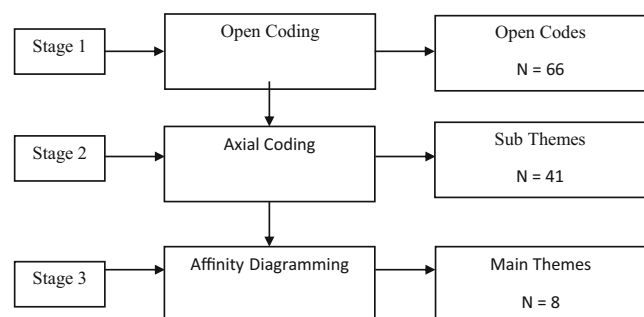 Stage 1
Open Coding
Open Codes
N = 66
Stage 2
Axial Coding
Sub Themes
N = 41
Stage 3
Affinity Diagramming
Main Themes
N = 8